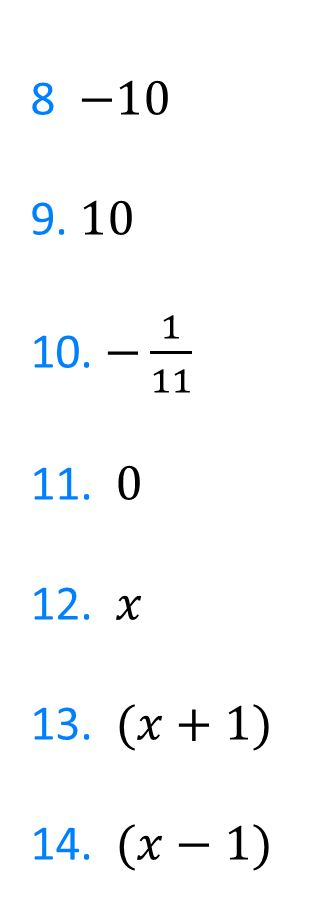 8 −10
9. 10
10. −1/11
11. 0
12. x
13. (x + 1)
14. (x − 1)